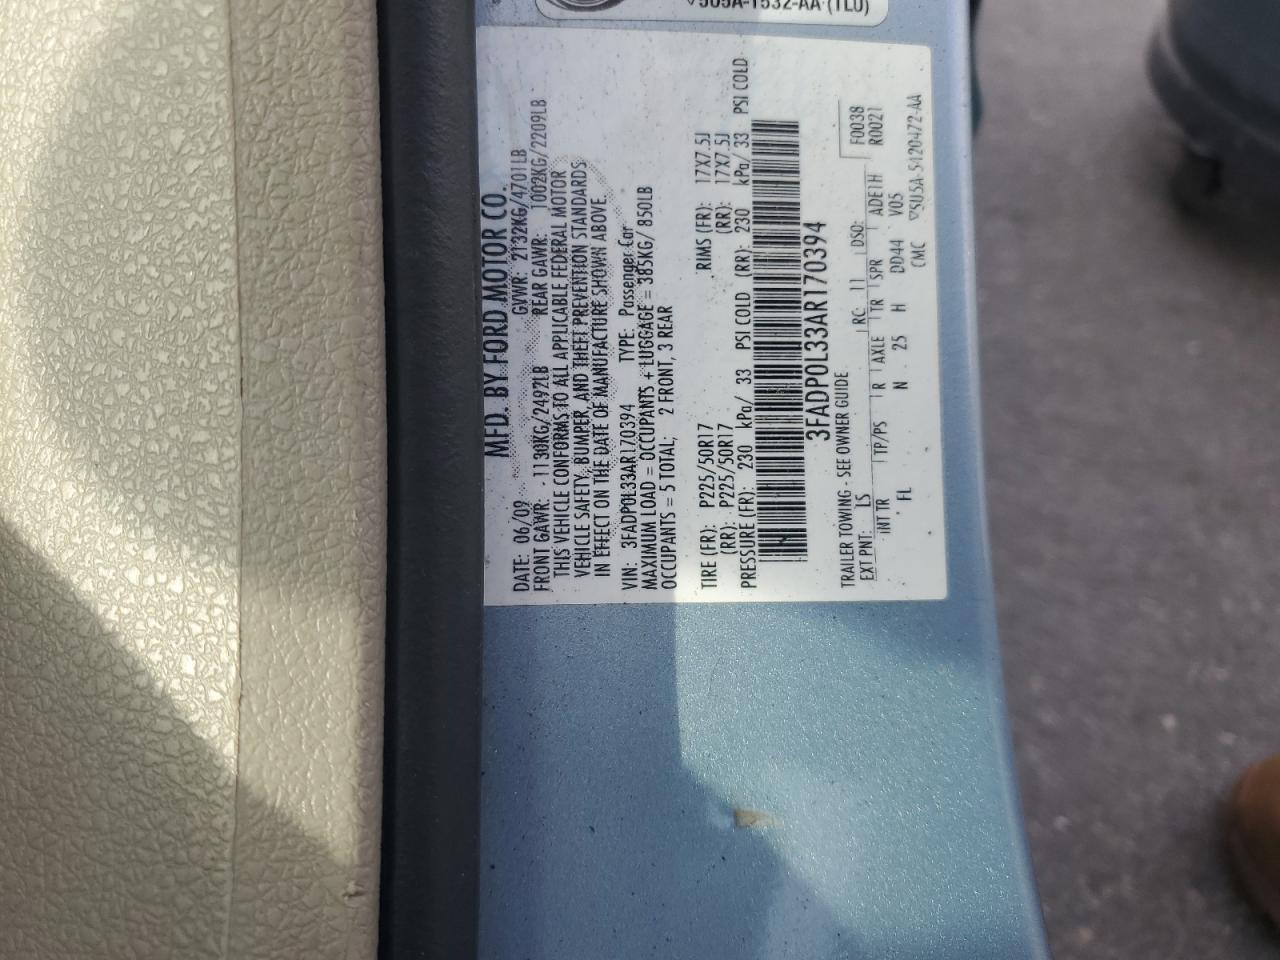 V5U5A-1532-AA (TLU)
MFD. BY FORD MOTOR CO.
DATE: 06/09 GVWR: 2132KG/4701LB
FRONT GAWR: 1130KG/2492LB REAR GAWR: 1002KG/2209LB
THIS VEHICLE CONFORMS TO ALL APPLICABLE FEDERAL MOTOR
VEHICLE SAFETY, BUMPER, AND THEFT PREVENTION STANDARDS
IN EFFECT ON THE DATE OF MANUFACTURE SHOWN ABOVE.
VIN: 3FADP0L33AR170394 TYPE: Passenger Car
MAXIMUM LOAD = OCCUPANTS + LUGGAGE = 385KG/ 850LB
OCCUPANTS = 5 TOTAL; 2 FRONT, 3 REAR
TIRE (FR): P225/50R17 RIMS (FR): 17X7.5J
(RR): P225/50R17 (RR): 17X7.5J
PRESSURE (FR): 230 kPa/ 33 PSI COLD (RR): 230 kPa/ 33 PSI COLD
3FADP0L33AR170394
TRAILER TOWING - SEE OWNER GUIDE F0038
EXT PNT: LS RC: 11 DSO: R0021
INT TR TP/PS R AXLE TR SPR ADE1H
FL N 25 H DD44 V05
CMC V5U5A-5420472-AA